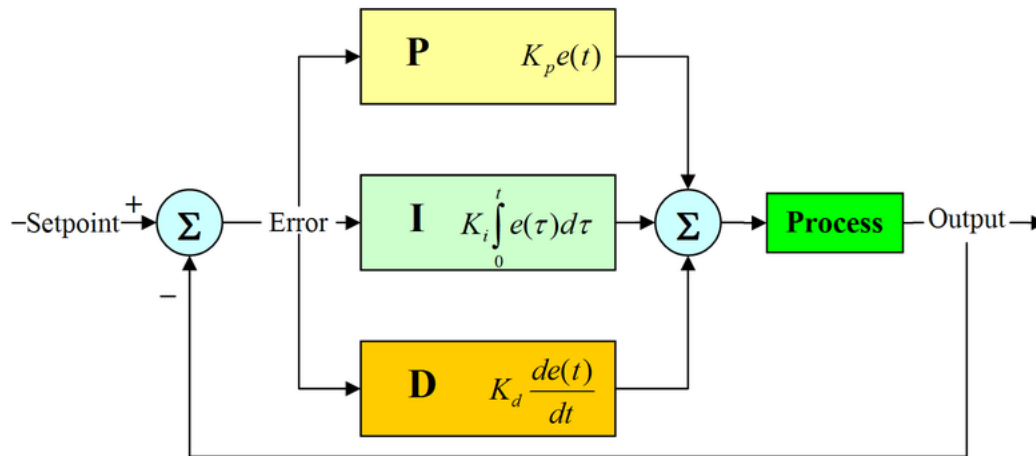 P K_p e(t)
+
–Setpoint Σ Error I K_i ∫_0^t e(τ)dτ Σ Process Output
–
D K_d de(t)/dt